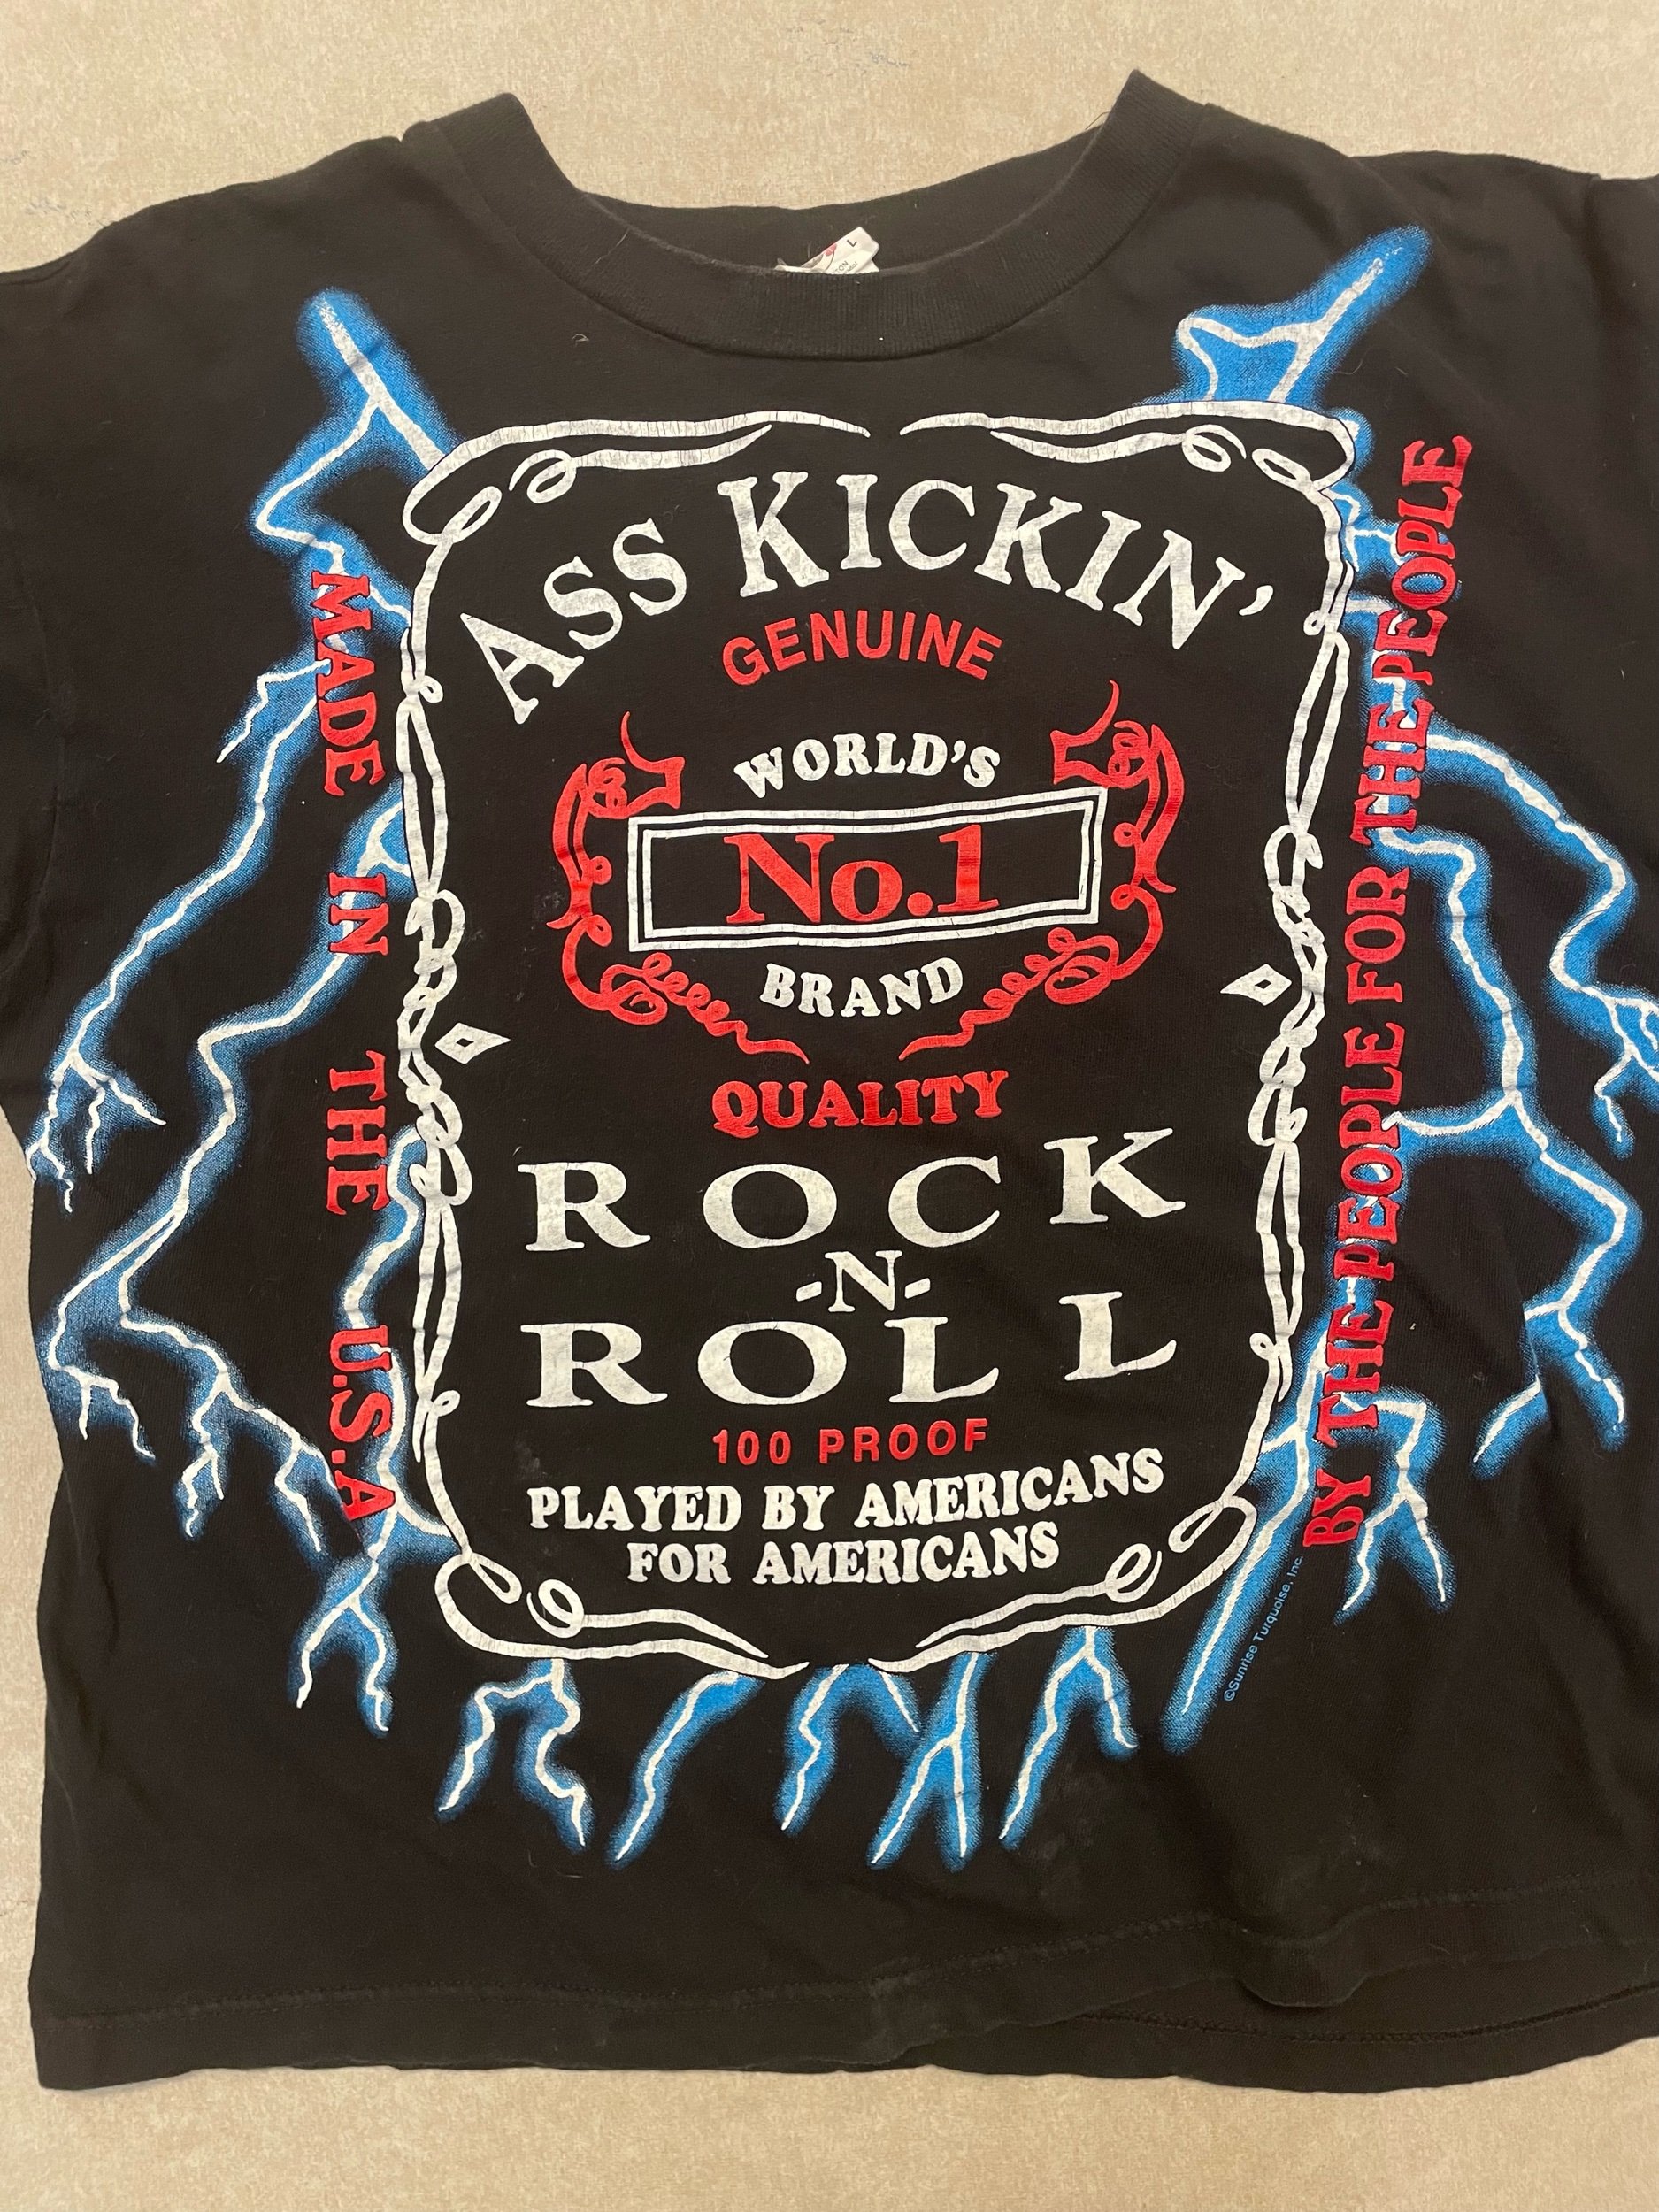 L
ASS KICKIN'
GENUINE
WORLD'S
No.1
BRAND
QUALITY
ROCK
-N-
ROLL
100 PROOF
PLAYED BY AMERICANS
FOR AMERICANS
MADE IN THE U.S.A
BY THE PEOPLE FOR THE PEOPLE
©Sunrise Turquoise, Inc.